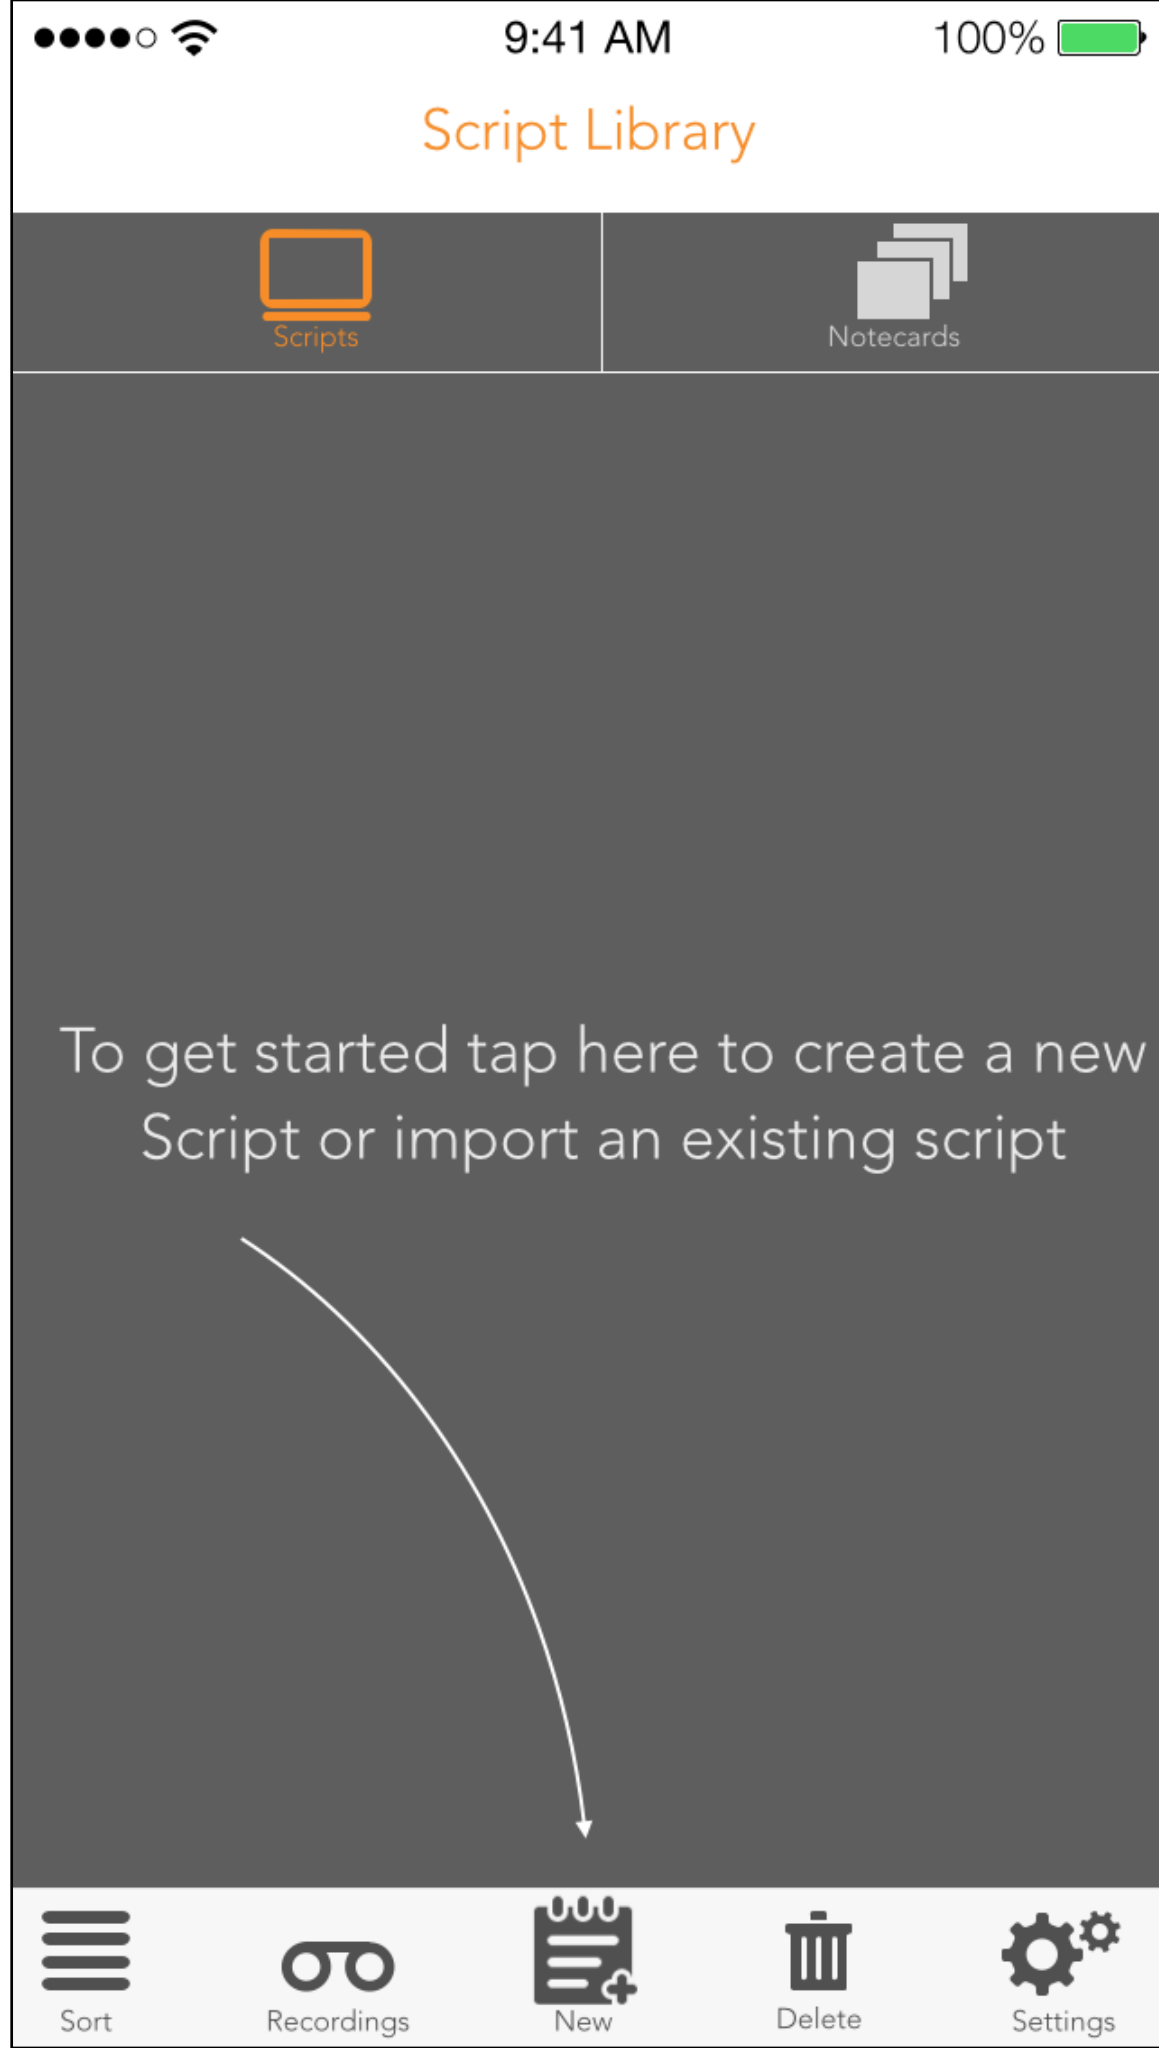 9:41 AM 100%
Script Library
Scripts Notecards
To get started tap here to create a new
Script or import an existing script
Sort Recordings New Delete Settings